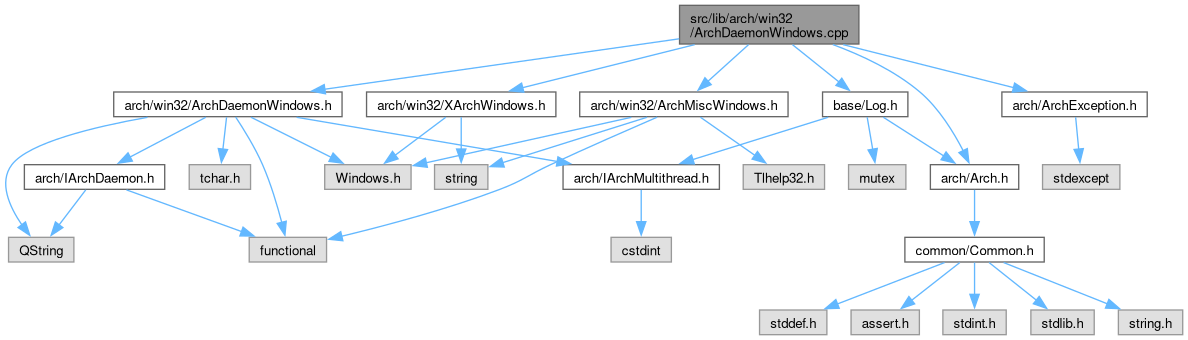 src/lib/arch/win32
/ArchDaemonWindows.cpp
arch/win32/ArchDaemonWindows.h
arch/win32/XArchWindows.h
arch/win32/ArchMiscWindows.h
base/Log.h
arch/ArchException.h
arch/IArchDaemon.h
tchar.h
Windows.h
string
arch/IArchMultithread.h
Tlhelp32.h
mutex
arch/Arch.h
stdexcept
QString
functional
cstdint
common/Common.h
stddef.h
assert.h
stdint.h
stdlib.h
string.h